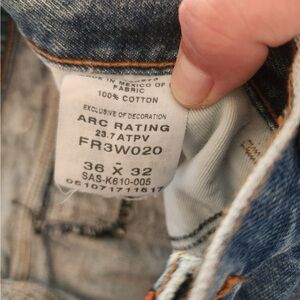 IN MEXICO OF
FABRIC
100% COTTON
EXCLUSIVE OF DECORATION
ARC RATING
23.7 ATPV
FR3W020
36 X 32
SAS-K610-005